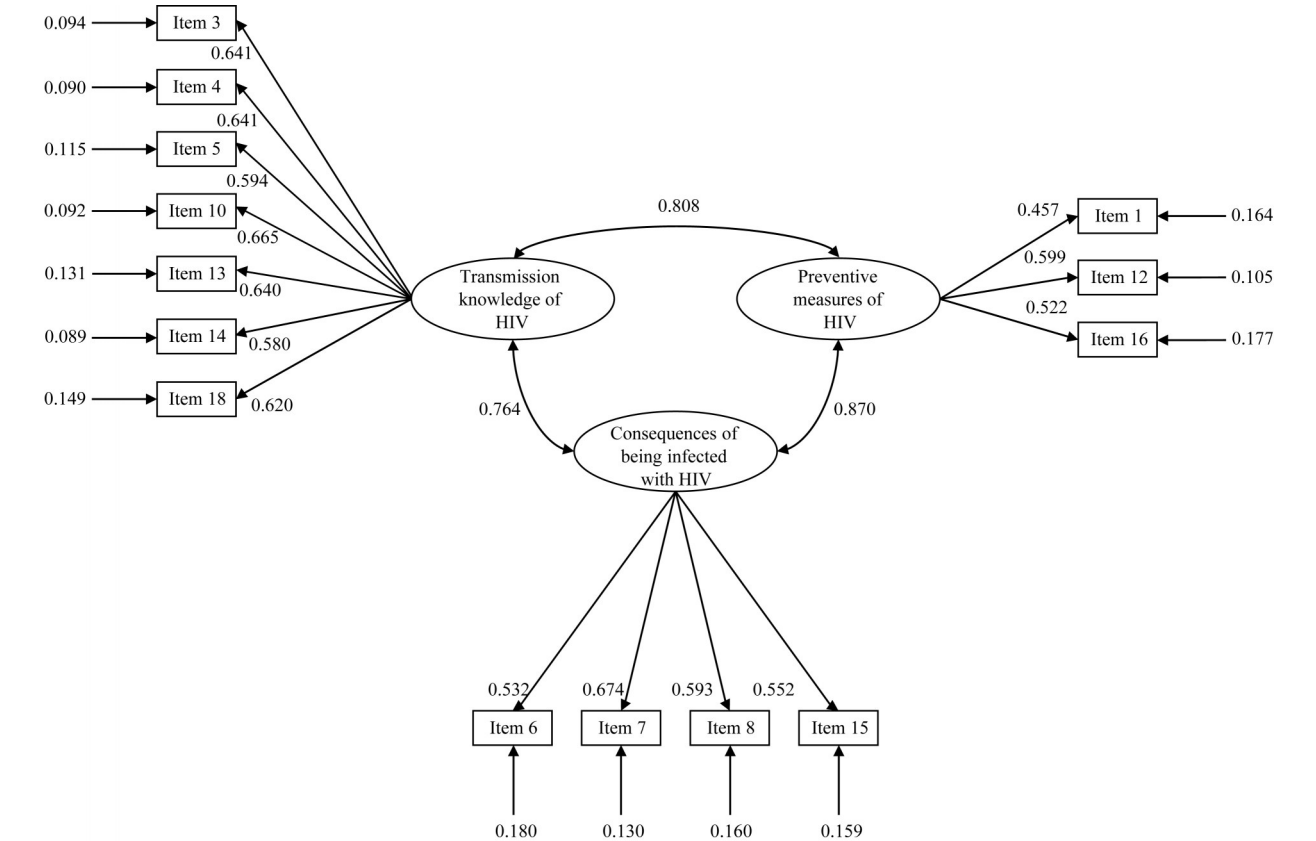 0.094
Item 3
0.641
0.090
Item 4
0.641
0.115
Item 5
0.594
0.092
Item 10
0.665
0.131
Item 13
0.640
0.089
Item 14
0.580
0.149
Item 18
0.620
Transmission
knowledge of
HIV
0.808
Preventive
measures of
HIV
0.457
Item 1
0.164
0.599
Item 12
0.105
0.522
Item 16
0.177
0.764
0.870
Consequences of
being infected
with HIV
0.532
0.674
0.593
0.552
Item 6
Item 7
Item 8
Item 15
0.180
0.130
0.160
0.159